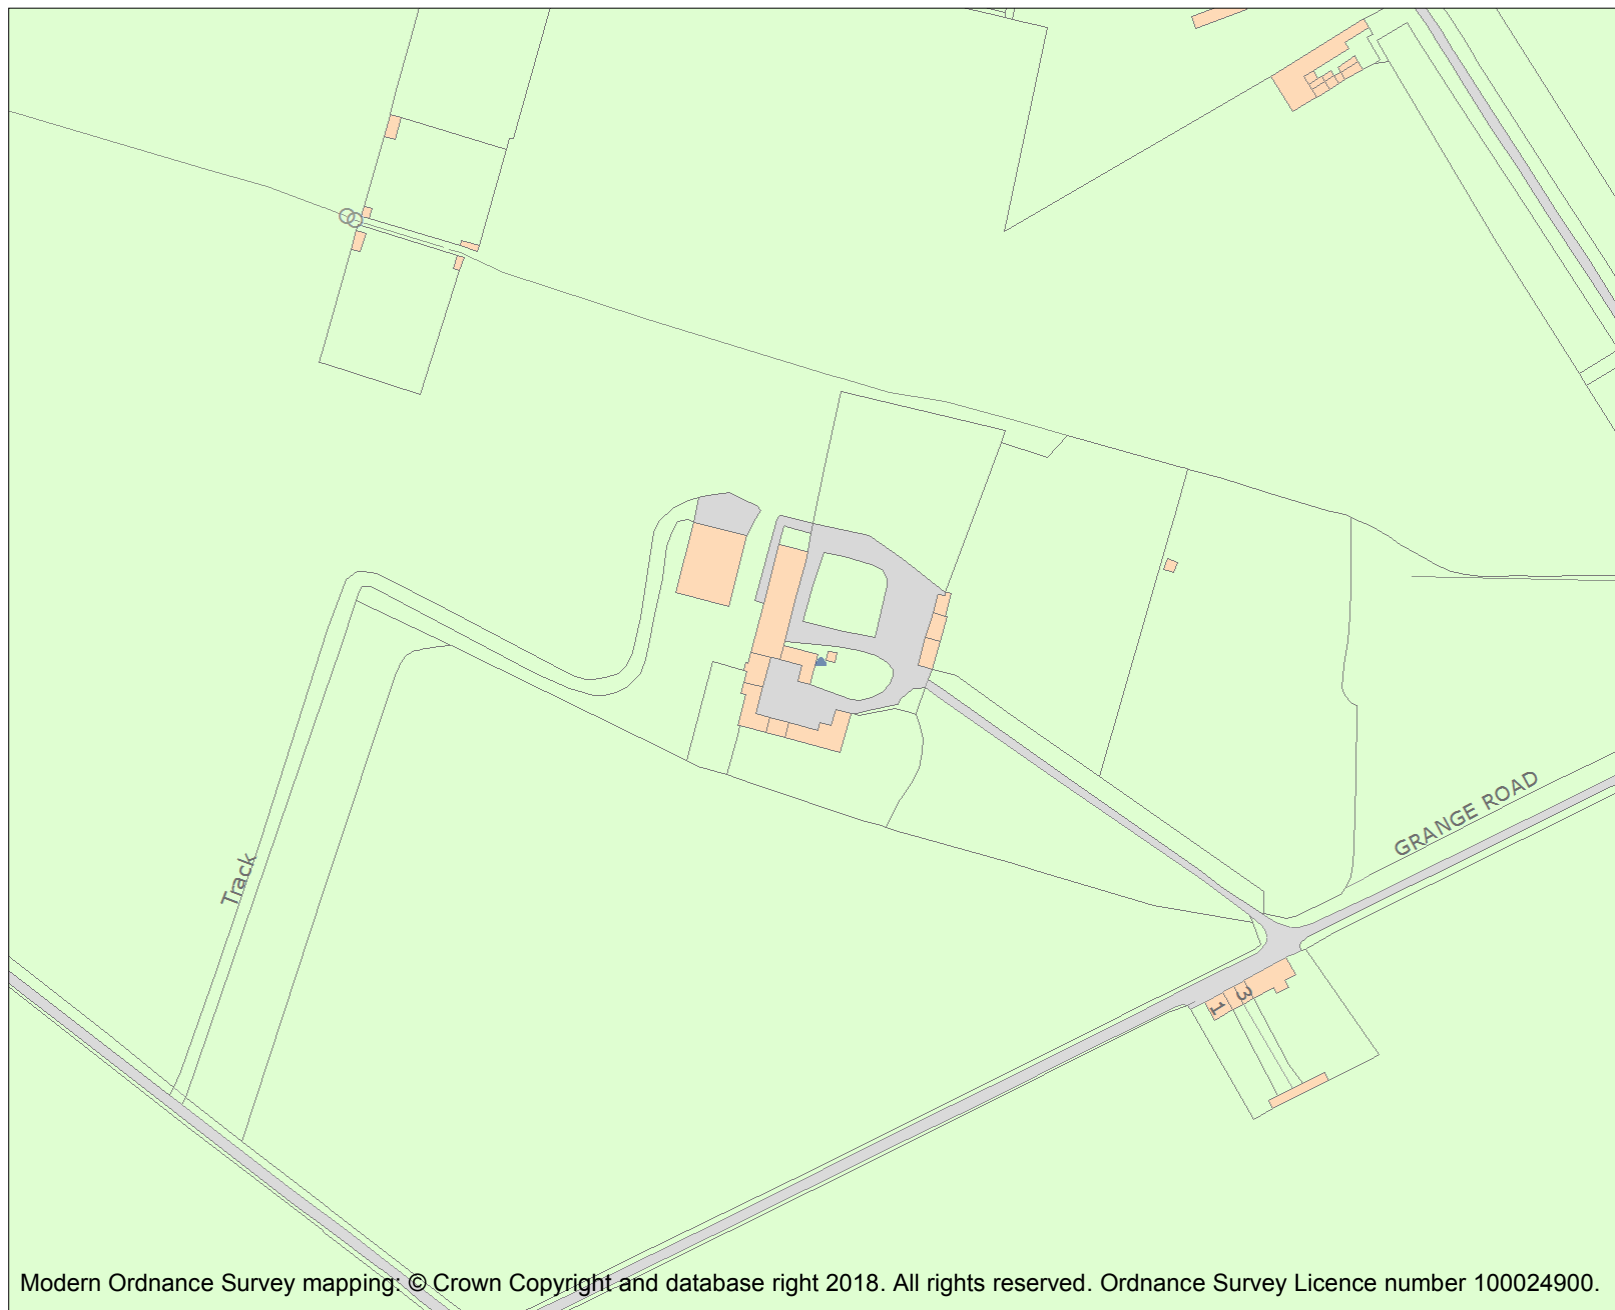 GRANGE ROAD
Track
3
1
Modern Ordnance Survey mapping: © Crown Copyright and database right 2018. All rights reserved. Ordnance Survey Licence number 100024900.